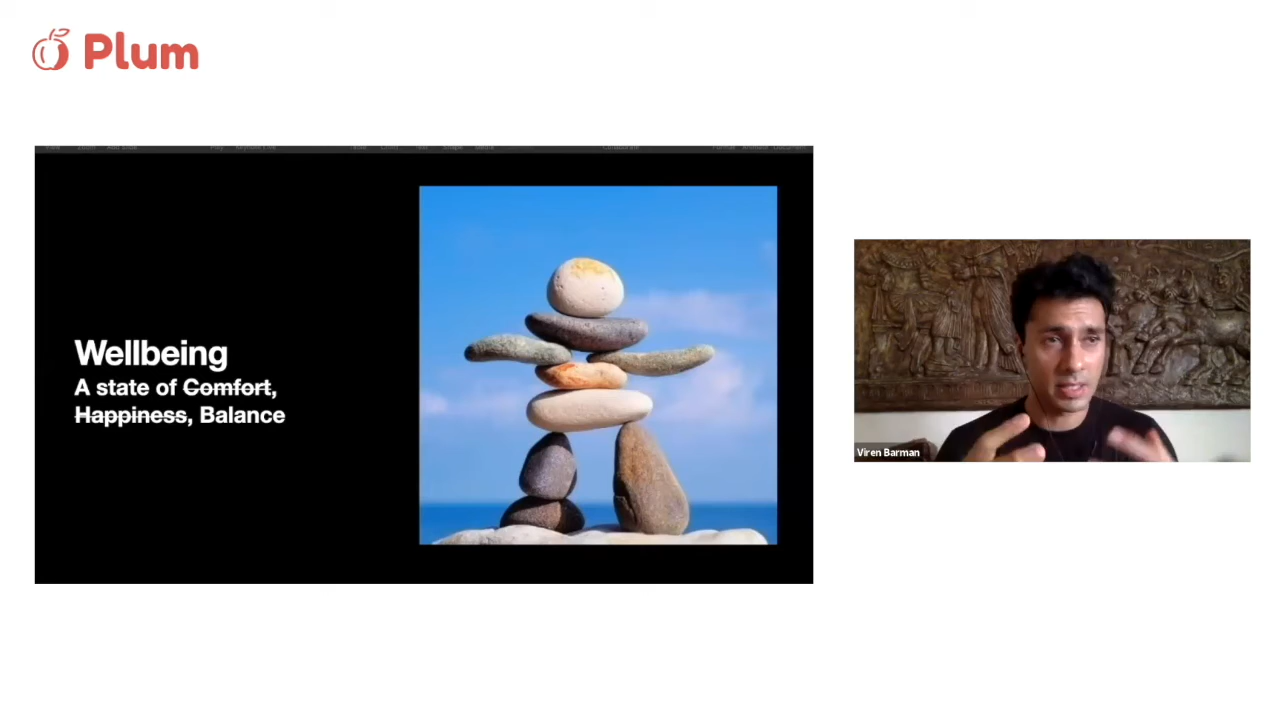 Plum
Wellbeing
A state of Comfort,
Happiness, Balance
Viren Barman